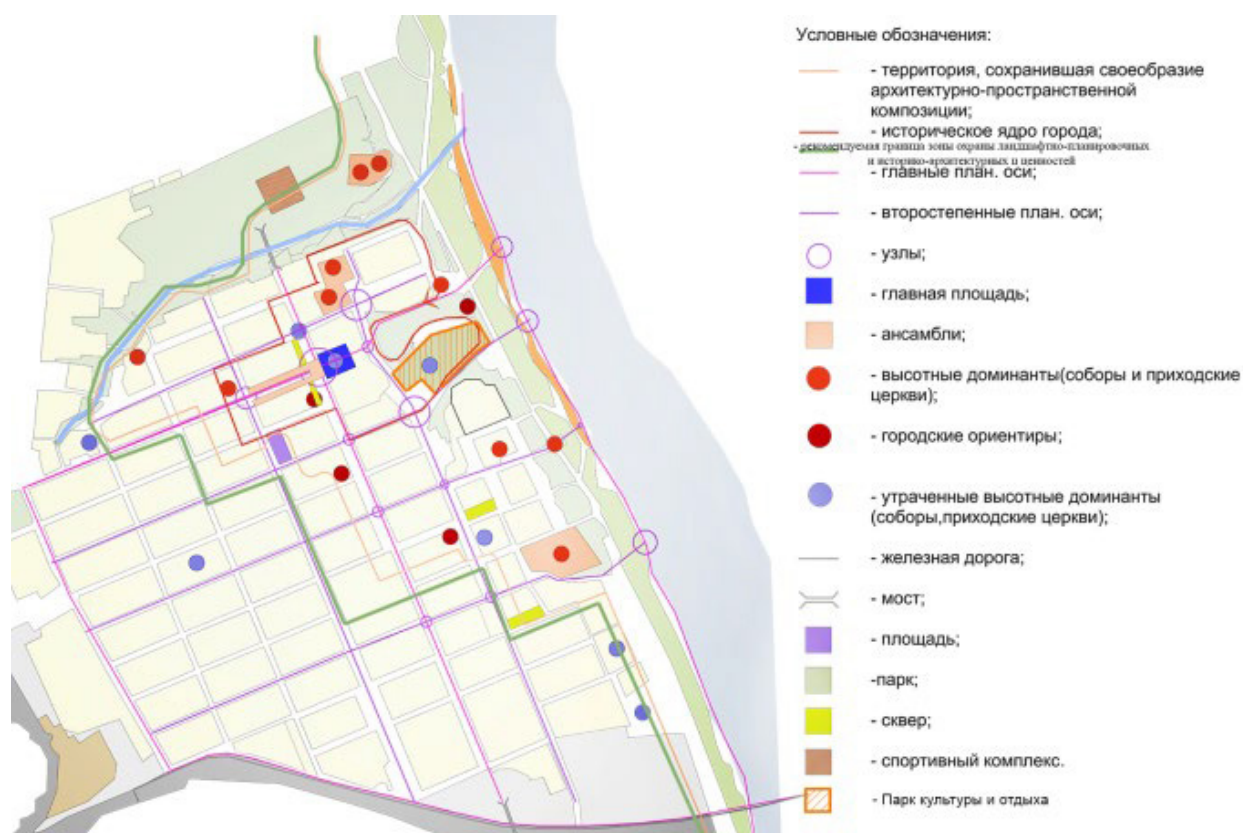 Условные обозначения:
- территория, сохранившая своеобразие
архитектурно-пространственной
композиции;
- историческое ядро города;
- рекомендуемая граница зоны охраны ландшафтно-планировочных
и историко-архитектурных и ценностей
- главные план. оси;
- второстепенные план. оси;
- узлы;
- главная площадь;
- ансамбли;
- высотные доминанты(соборы и приходские
церкви);
- городские ориентиры;
- утраченные высотные доминанты
(соборы,приходские церкви);
- железная дорога;
- мост;
- площадь;
-парк;
- сквер;
- спортивный комплекс.
- Парк культуры и отдыха